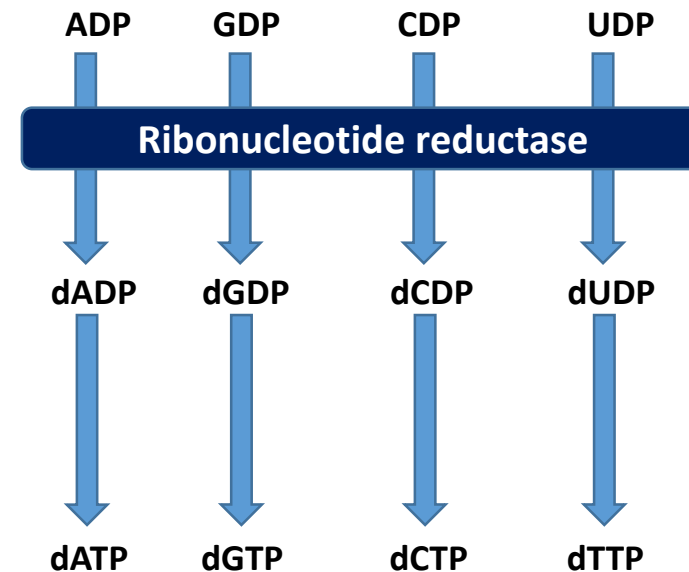 ADP GDP CDP UDP
Ribonucleotide reductase
dADP dGDP dCDP dUDP
dATP dGTP dCTP dTTP